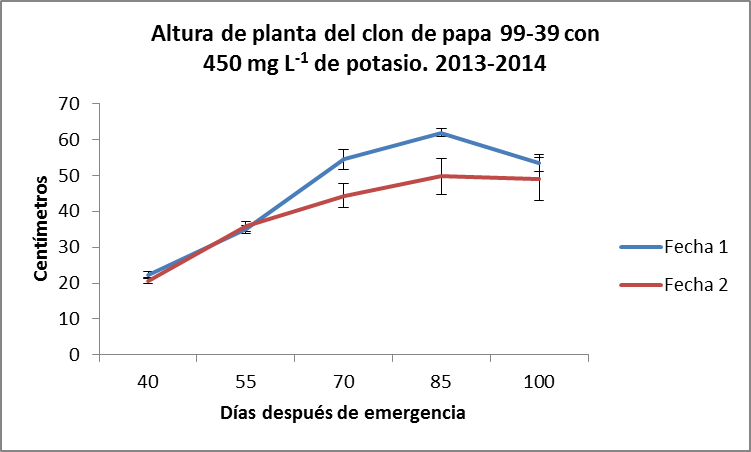 Altura de planta del clon de papa 99-39 con
450 mg L-1 de potasio. 2013-2014
70
60
50
40
30
20
10
0
Centímetros
40 55 70 85 100
Días después de emergencia
Fecha 1
Fecha 2